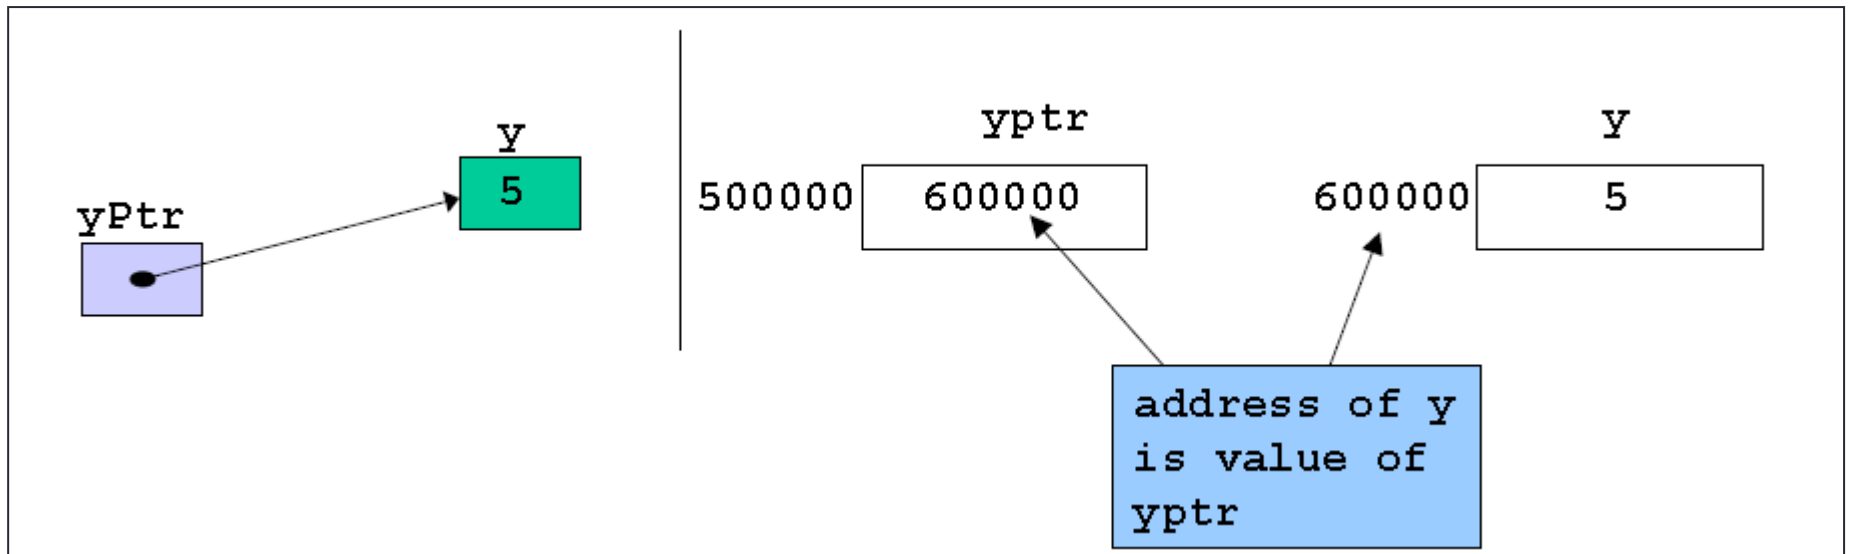 y
5
yPtr
yptr
y
500000 600000
600000 5
address of y
is value of
yptr